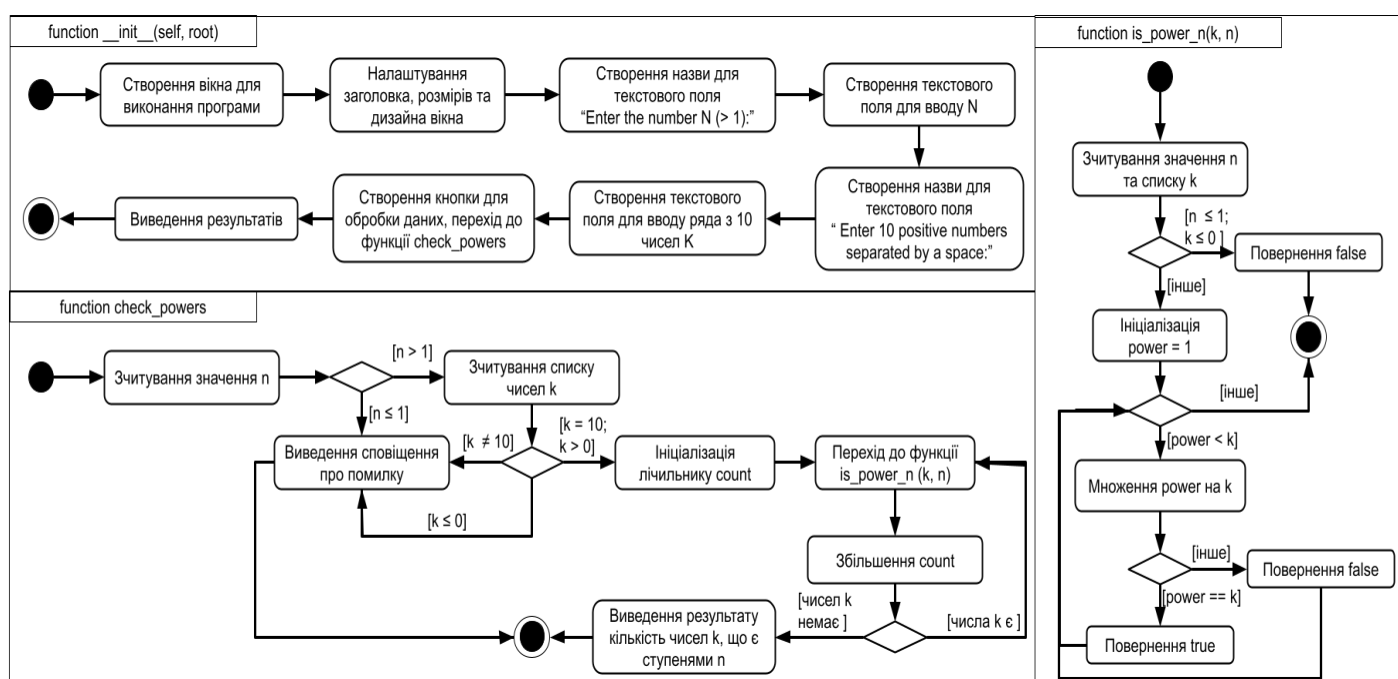 function __init__(self, root)
Створення вікна для
виконання програми
Налаштування
заголовка, розмірів та
дизайна вікна
Створення назви для
текстового поля
“Enter the number N (> 1):”
Створення текстового
поля для вводу N
Створення назви для
текстового поля
“ Enter 10 positive numbers
separated by a space:”
Створення текстового
поля для вводу ряда з 10
чисел K
Створення кнопки для
обробки даних, перехід до
функції check_powers
Виведення результатів
function check_powers
Зчитування значення n
[n > 1]
[n ≤ 1]
Зчитування списку
чисел k
[k ≠ 10]
[k = 10;
k > 0]
[k ≤ 0]
Виведення сповіщення
про помилку
Ініціалізація
лічильнику count
Перехід до функції
is_power_n (k, n)
Збільшення count
[чисел k
немає ]
[числа k є ]
Виведення результату
кількість чисел k, що є
ступенями n
function is_power_n(k, n)
Зчитування значення n
та списку k
[n ≤ 1;
k ≤ 0 ]
Повернення false
[інше]
Ініціалізація
power = 1
[інше]
[power < k]
Множення power на k
[інше]
Повернення false
[power == k]
Повернення true